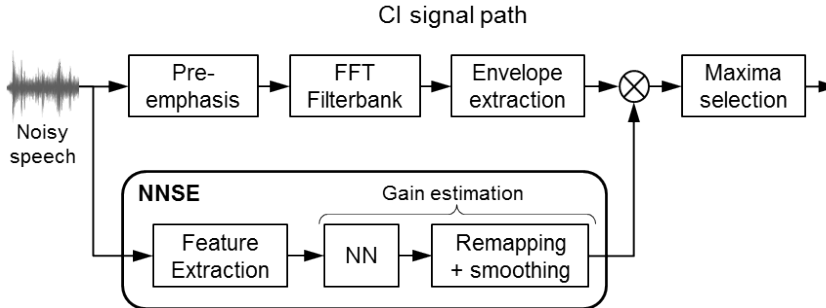 CI signal path
Pre-
emphasis
FFT
Filterbank
Envelope
extraction
Maxima
selection
Noisy
speech
NNSE
Gain estimation
Feature
Extraction
NN
Remapping
+ smoothing